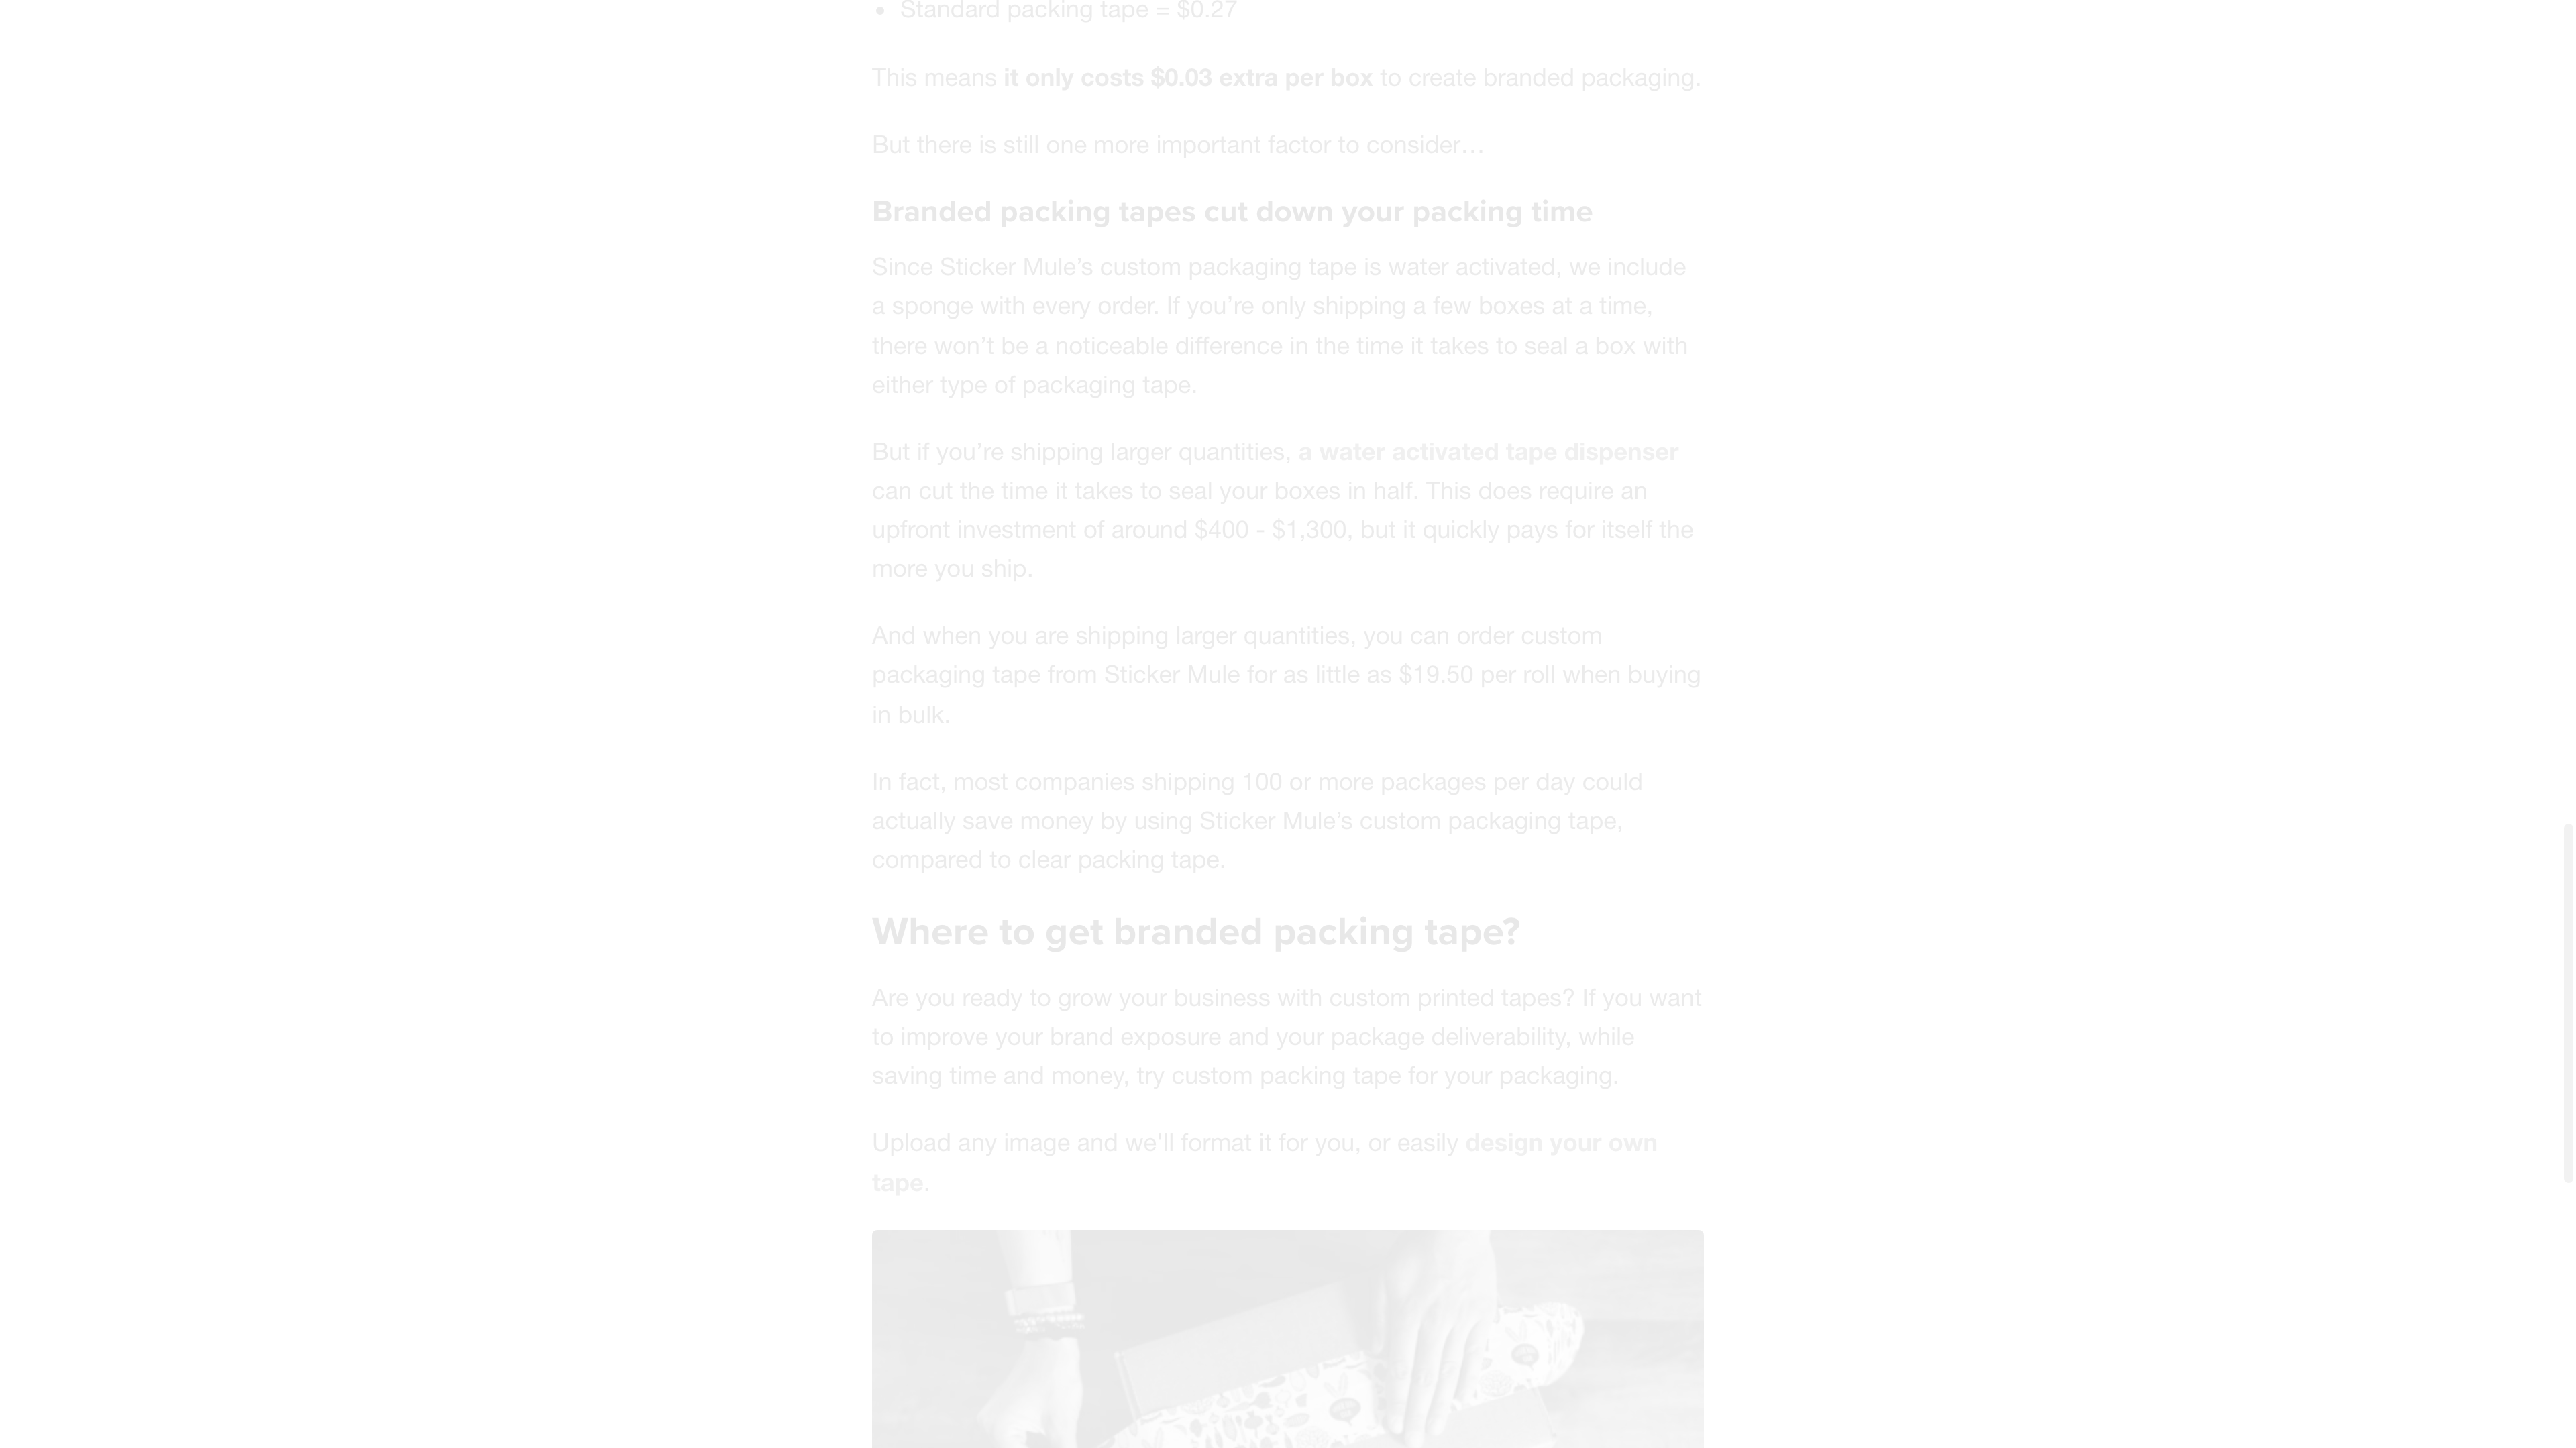 Standard packing tape = $0.27
This means it only costs $0.03 extra per box to create branded packaging.
But there is still one more important factor to consider…
Branded packing tapes cut down your packing time
Since Sticker Mule’s custom packaging tape is water activated, we include
a sponge with every order. If you’re only shipping a few boxes at a time,
there won’t be a noticeable difference in the time it takes to seal a box with
either type of packaging tape.
But if you’re shipping larger quantities, a water activated tape dispenser
can cut the time it takes to seal your boxes in half. This does require an
upfront investment of around $400 - $1,300, but it quickly pays for itself the
more you ship.
And when you are shipping larger quantities, you can order custom
packaging tape from Sticker Mule for as little as $19.50 per roll when buying
in bulk.
In fact, most companies shipping 100 or more packages per day could
actually save money by using Sticker Mule’s custom packaging tape,
compared to clear packing tape.
Where to get branded packing tape?
Are you ready to grow your business with custom printed tapes? If you want
to improve your brand exposure and your package deliverability, while
saving time and money, try custom packing tape for your packaging.
Upload any image and we'll format it for you, or easily design your own
tape.